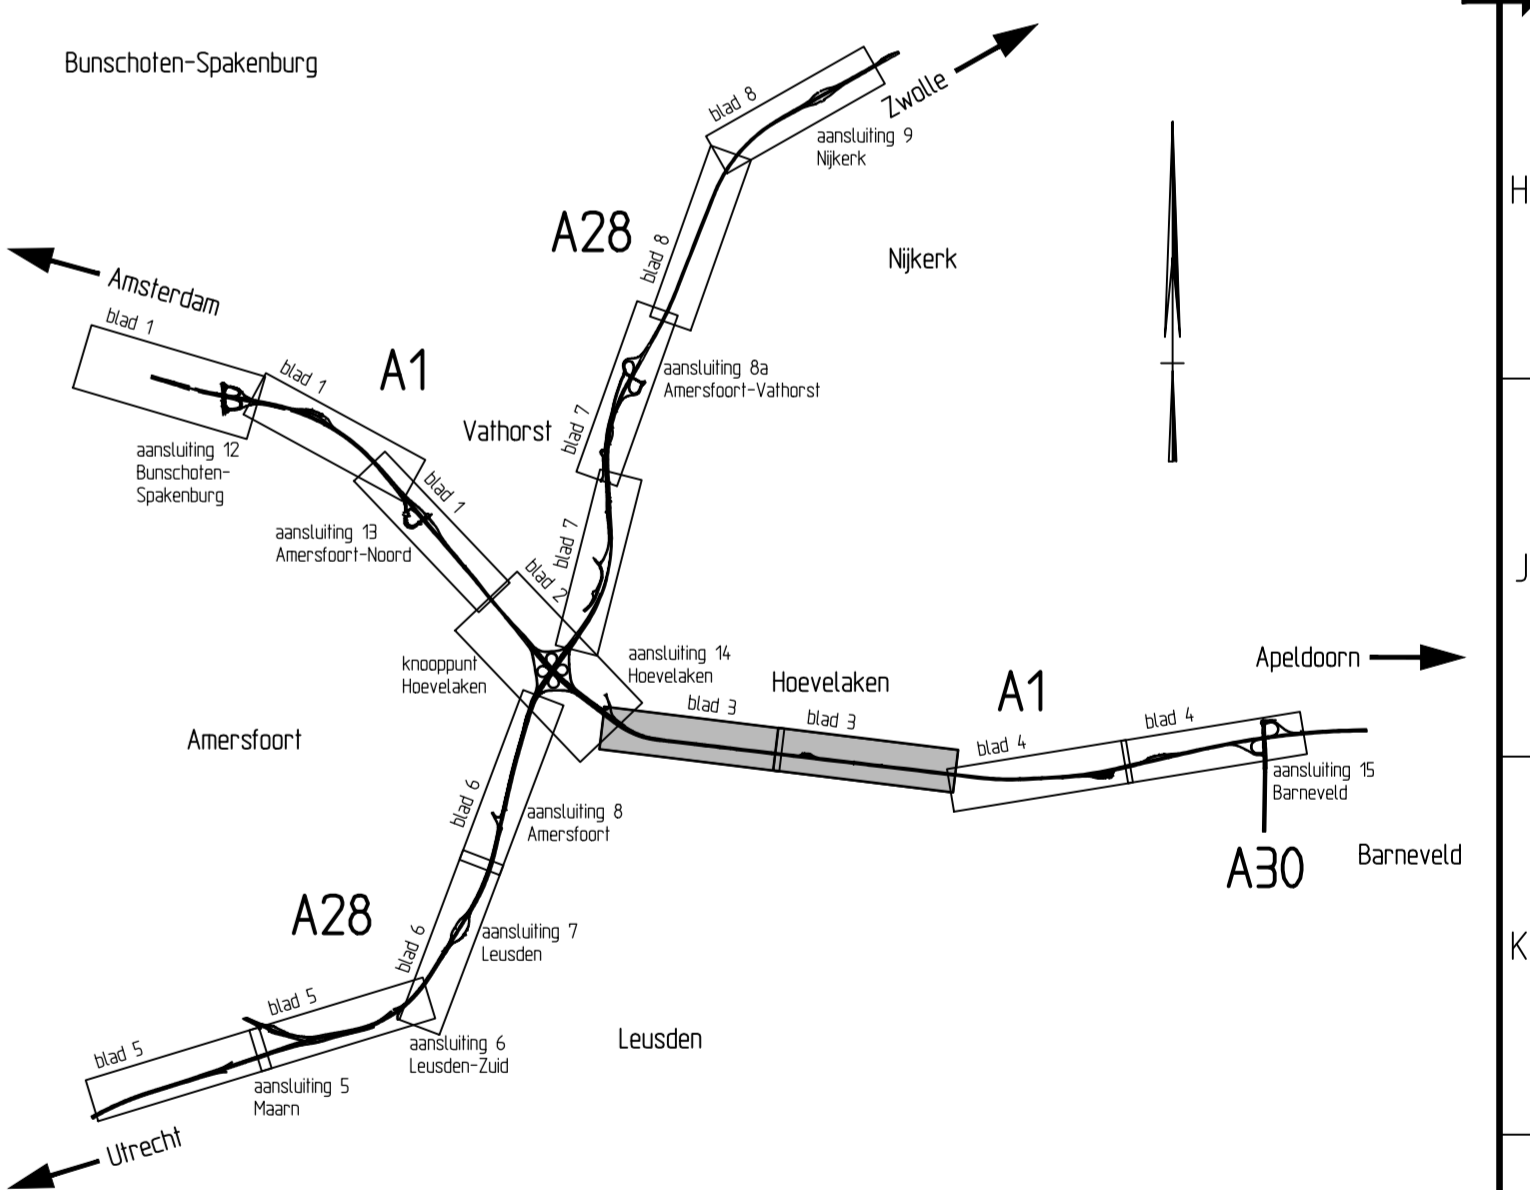 Bunschoten-Spakenburg
Zwolle
blad 8
aansluiting 9
Nijkerk
H
A28
blad 8
Nijkerk
Amsterdam
blad 1
A1
blad 1
aansluiting 8a
Amersfoort-Vathorst
Vathorst
blad 7
aansluiting 12
Bunschoten-
Spakenburg
blad 1
aansluiting 13
Amersfoort-Noord
blad 7
blad 2
J
knooppunt
Hoevelaken
aansluiting 14
Hoevelaken
Hoevelaken
A1
Apeldoorn
blad 3
blad 3
blad 4
blad 4
Amersfoort
aansluiting 15
Barneveld
blad 6
aansluiting 8
Amersfoort
A30
Barneveld
A28
blad 6
aansluiting 7
Leusden
K
blad 5
blad 5
aansluiting 6
Leusden-Zuid
Leusden
aansluiting 5
Maarn
Utrecht